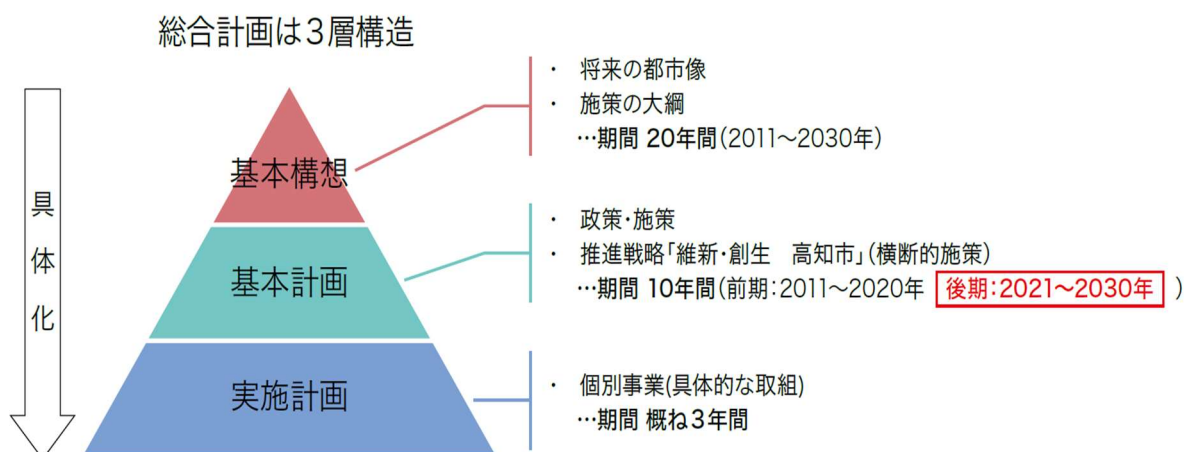 総合計画は３層構造
具体化
基本構想
・ 将来の都市像
・ 施策の大綱
…期間 20年間(2011～2030年)
基本計画
・ 政策・施策
・ 推進戦略「維新・創生　高知市」(横断的施策)
…期間 10年間(前期：2011～2020年 後期：2021～2030年 )
実施計画
・ 個別事業(具体的な取組)
…期間 概ね３年間